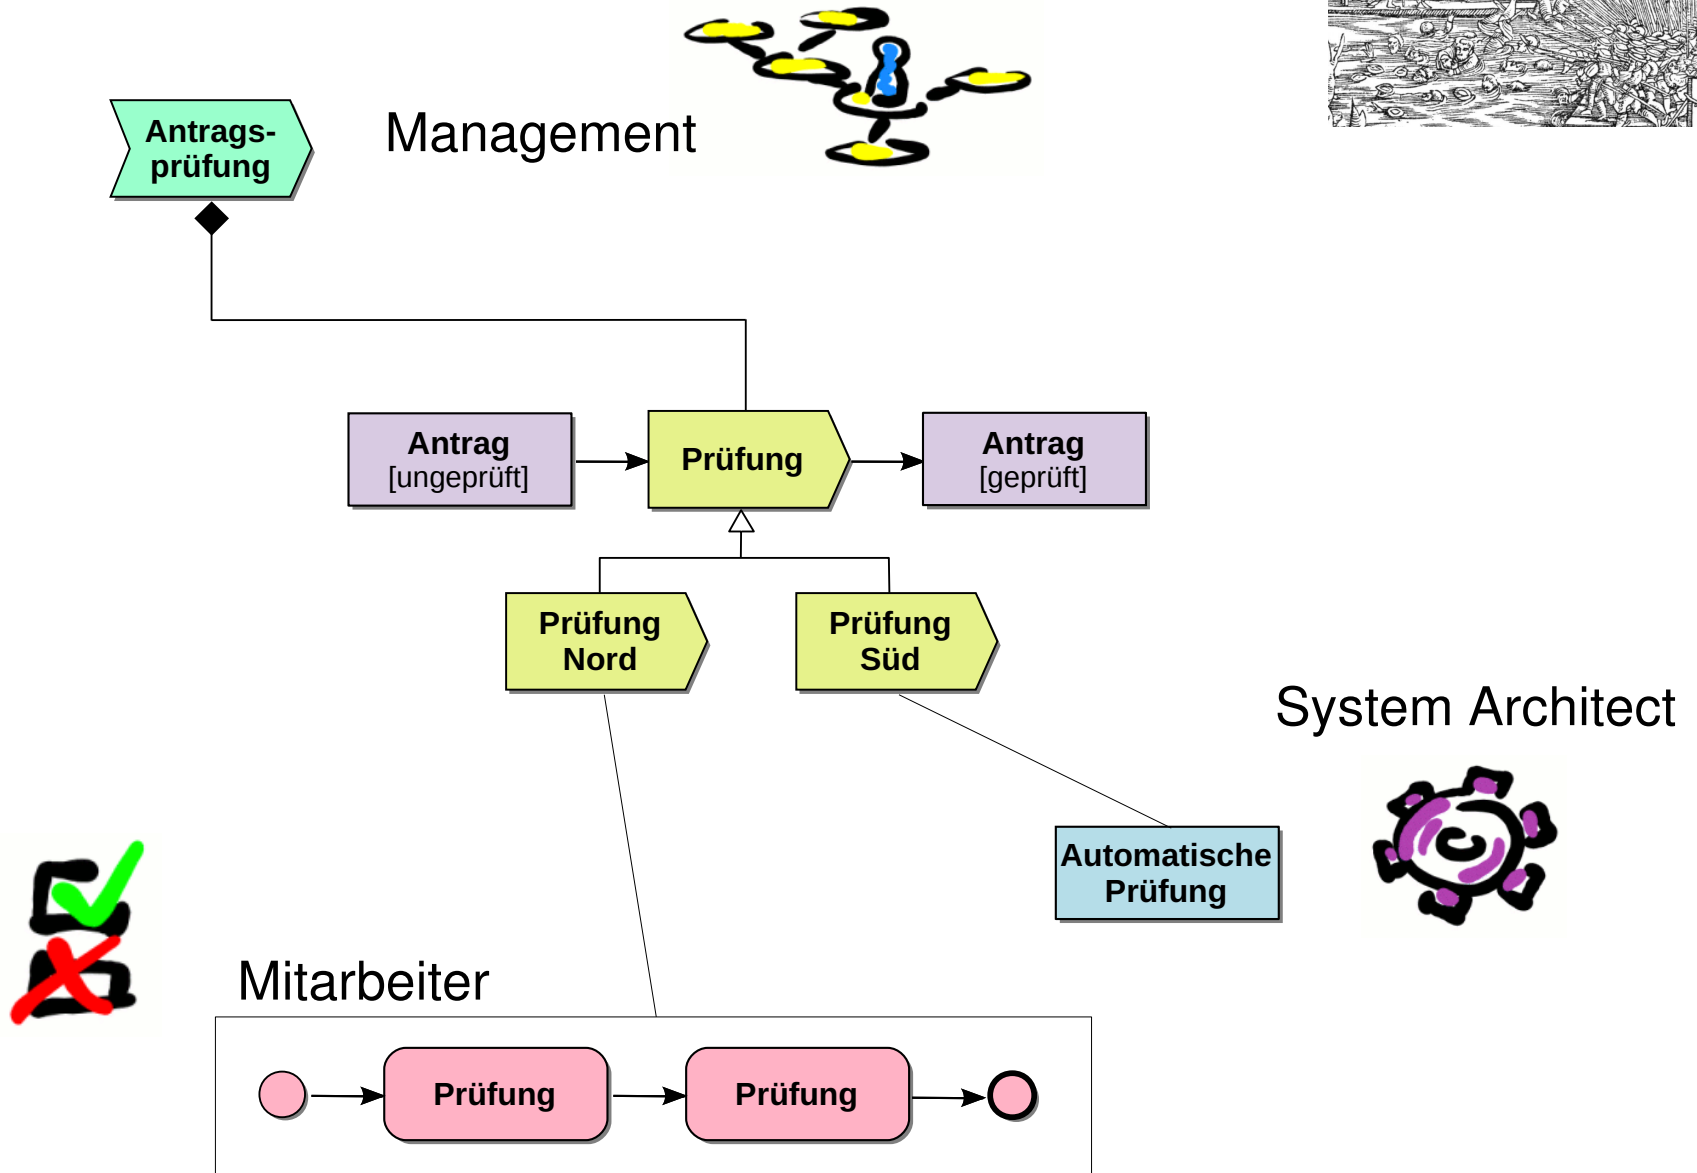 Management
Antrags-
prüfung
Antrag
[ungeprüft]
Prüfung
Antrag
[geprüft]
Prüfung
Nord
Prüfung
Süd
System Architect
Automatische
Prüfung
Mitarbeiter
Prüfung
Prüfung